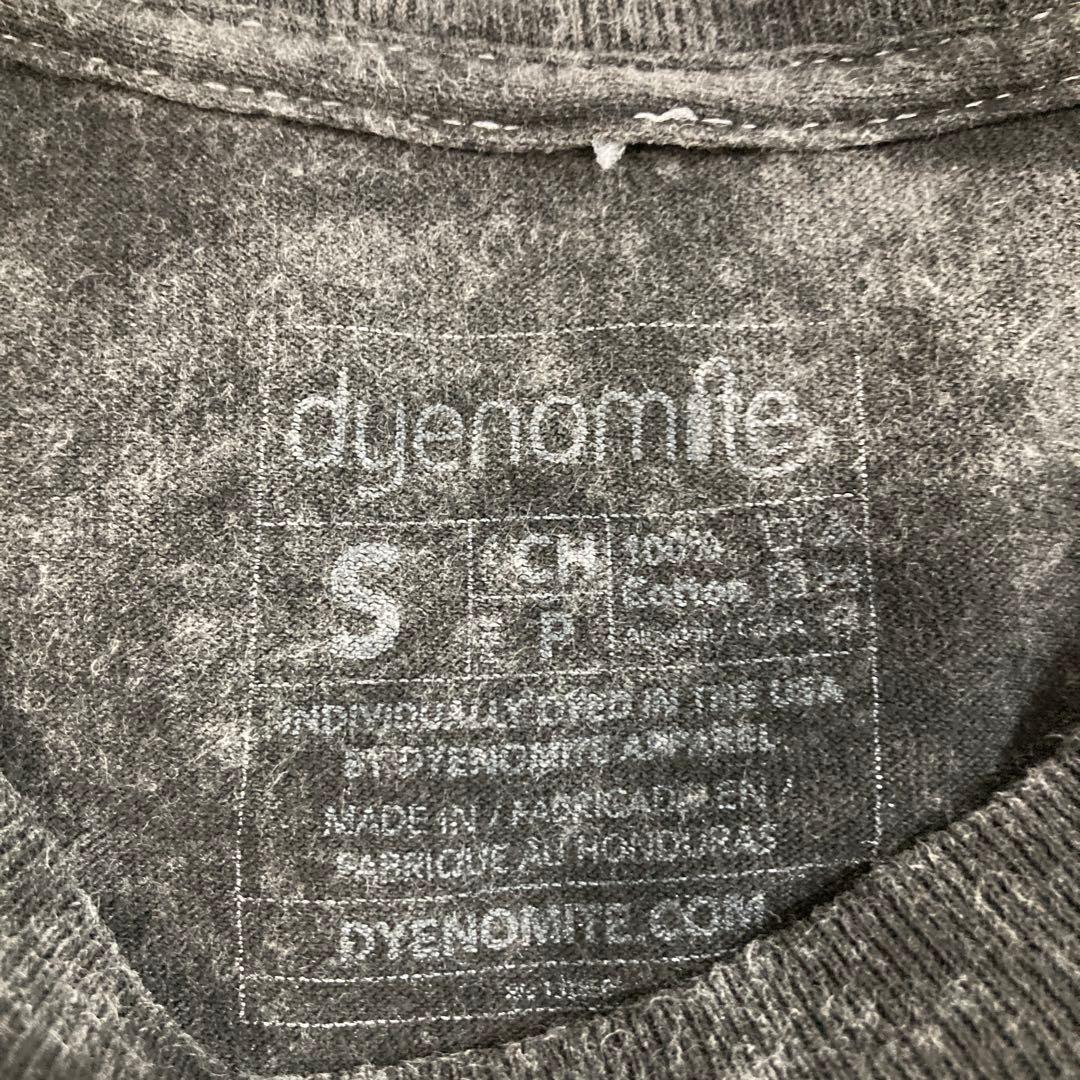 dyenomite
S
CH
P
100%
Cotton
INDIVIDUALLY DYED IN THE USA
BY DYENOMITE APPAREL
MADE IN / FABRICADA EN /
FABRIQUE AU HONDURAS
DYENOMITE.COM